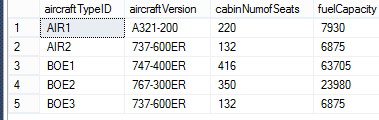 aircraftTypeID aircraftVersion cabinNumofSeats fuelCapacity
1 AIR1 A321-200 220 7930
2 AIR2 737-600ER 132 6875
3 BOE1 747-400ER 416 63705
4 BOE2 767-300ER 350 23980
5 BOE3 737-600ER 132 6875